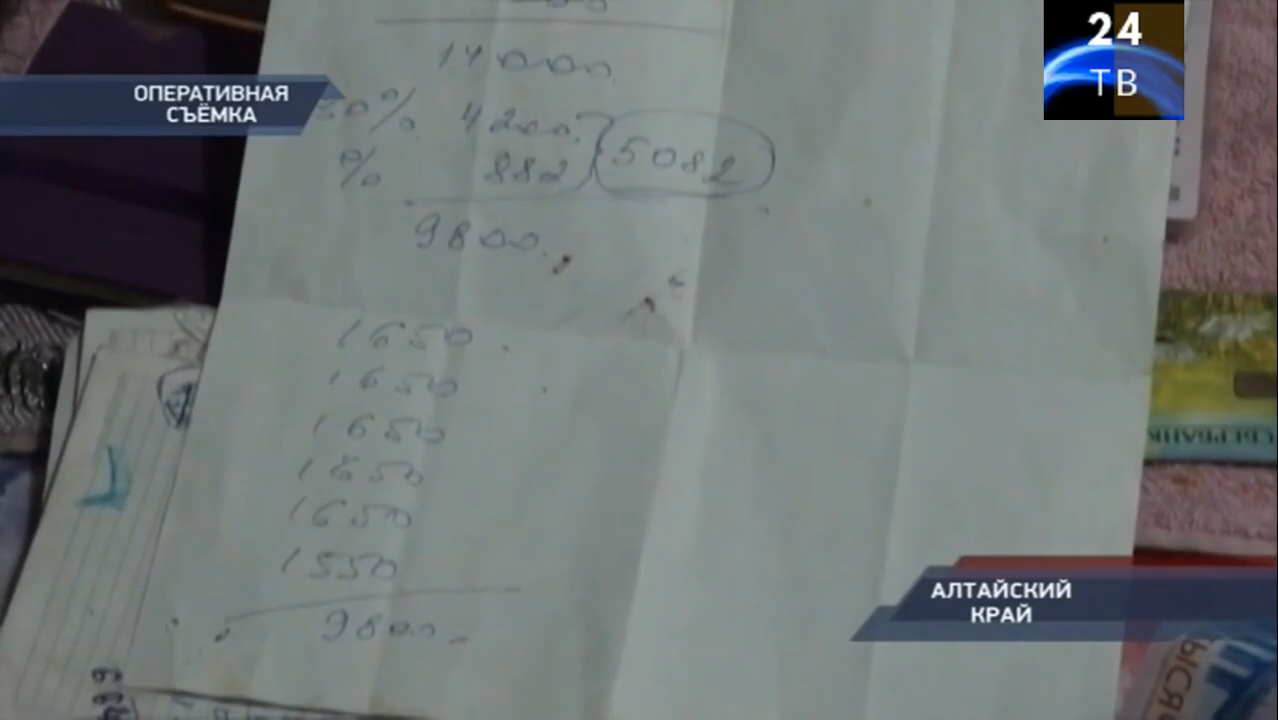 24
ТВ
ОПЕРАТИВНАЯ
СЪЁМКА
14000
30% 4200
% 882
5082
9800
1650
1650
1650
1650
1650
1550
9800
СБЕРБАНК
АЛТАЙСКИЙ
КРАЙ